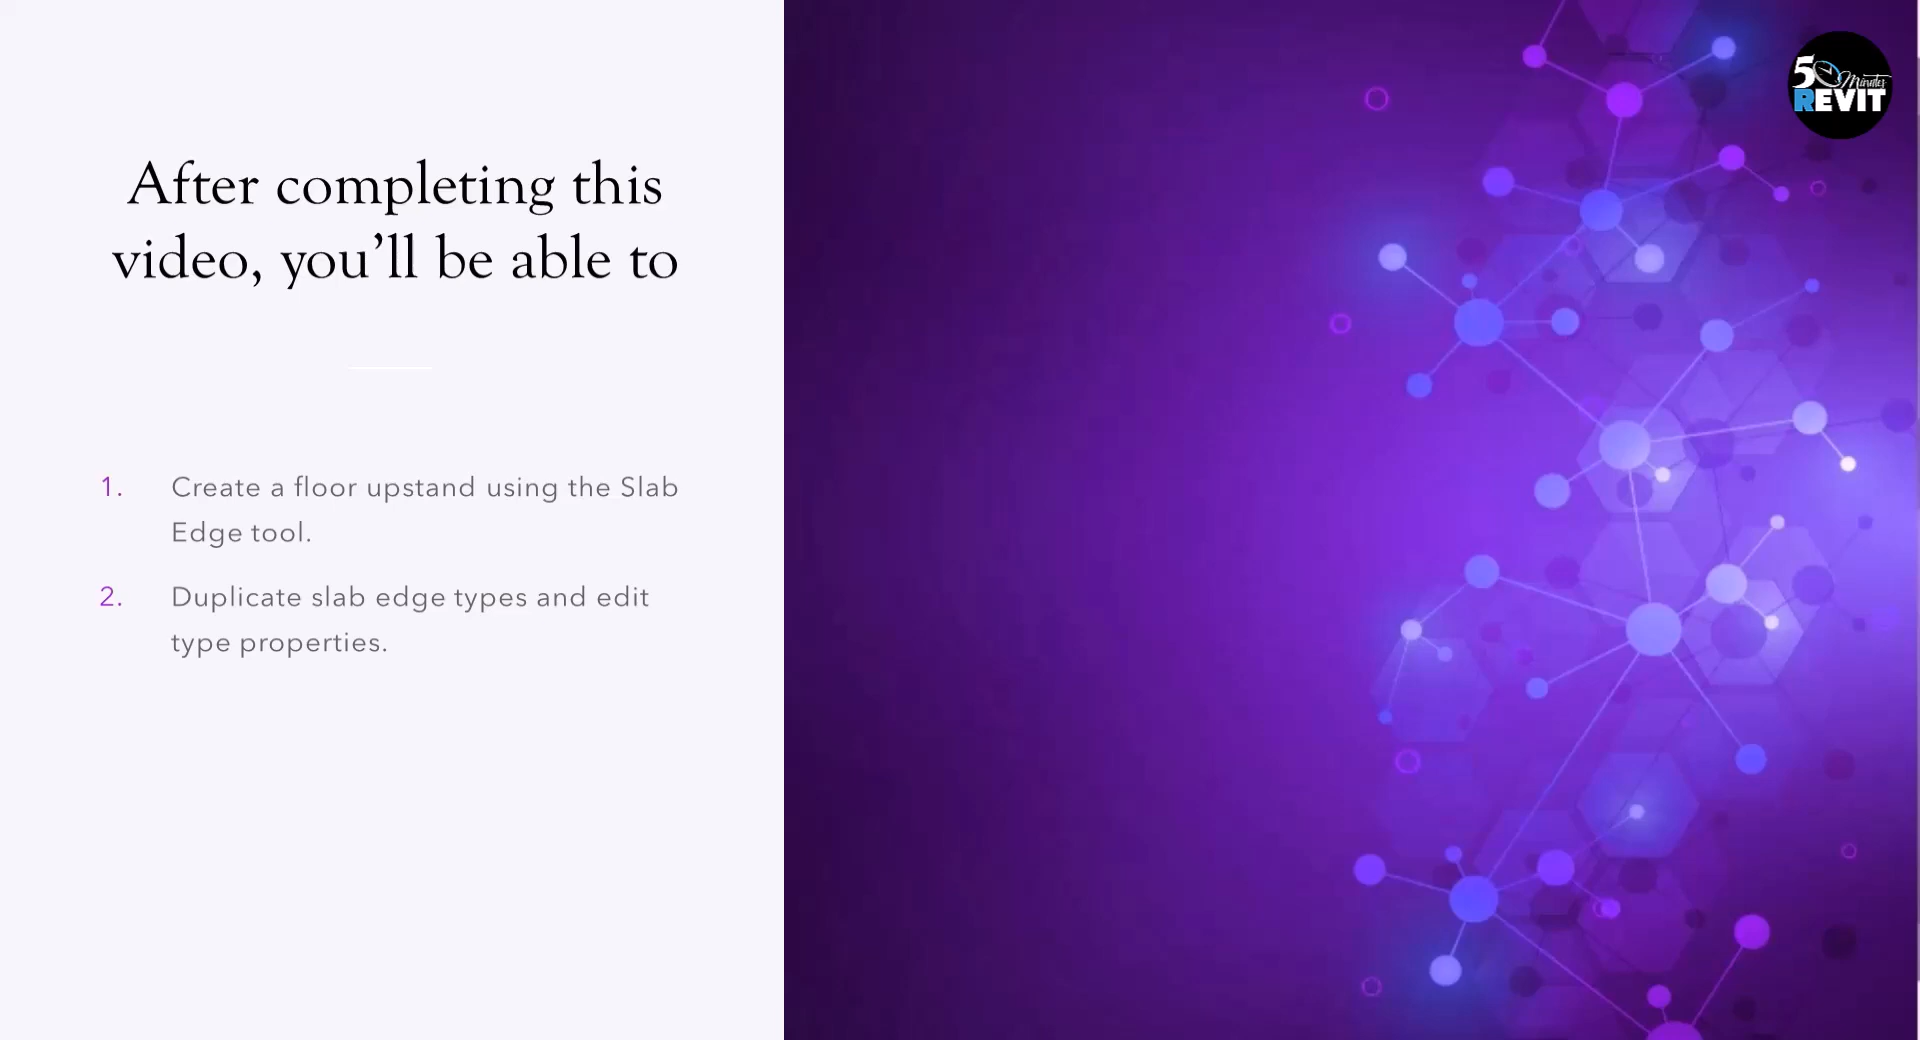 5 Minutes
REVIT
After completing this
video, you’ll be able to
1. Create a floor upstand using the Slab
Edge tool.
2. Duplicate slab edge types and edit
type properties.